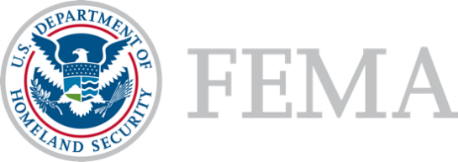 U.S. DEPARTMENT OF
HOMELAND SECURITY
FEMA